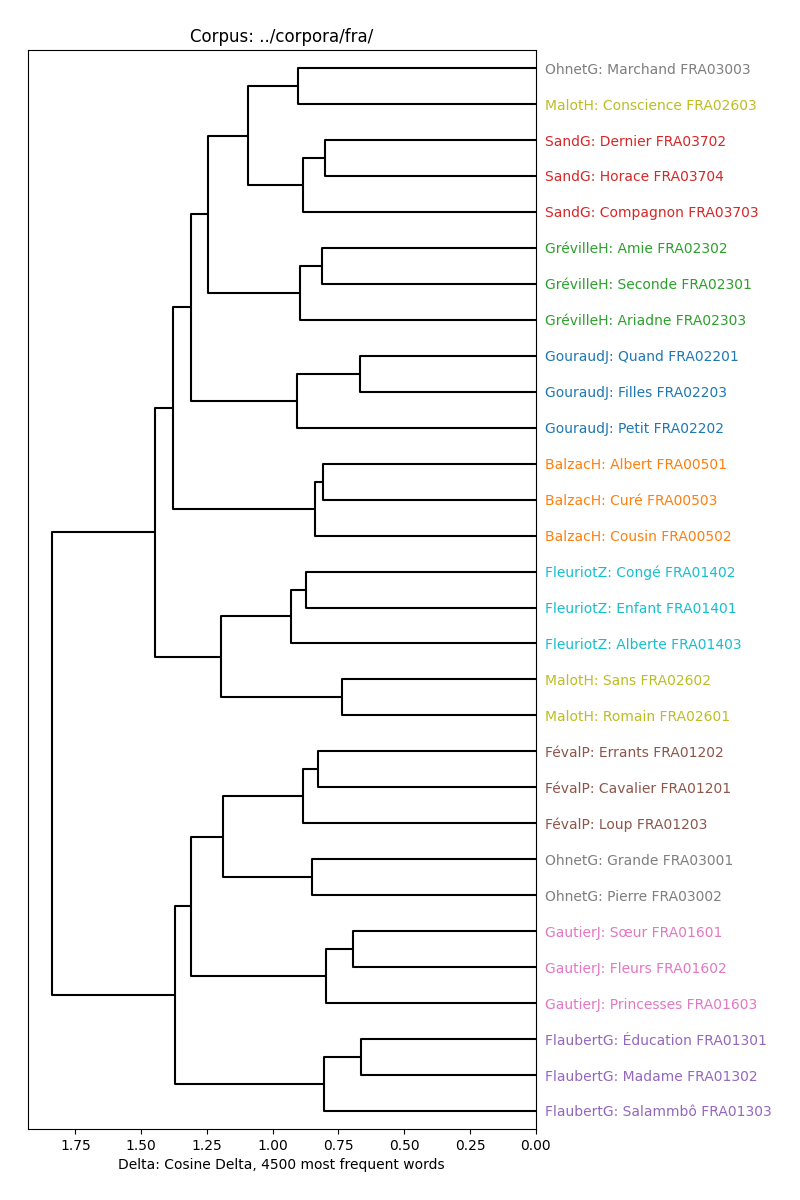 Corpus: ../corpora/fra/
OhnetG: Marchand FRA03003
MalotH: Conscience FRA02603
SandG: Dernier FRA03702
SandG: Horace FRA03704
SandG: Compagnon FRA03703
GrévilleH: Amie FRA02302
GrévilleH: Seconde FRA02301
GrévilleH: Ariadne FRA02303
GouraudJ: Quand FRA02201
GouraudJ: Filles FRA02203
GouraudJ: Petit FRA02202
BalzacH: Albert FRA00501
BalzacH: Curé FRA00503
BalzacH: Cousin FRA00502
FleuriotZ: Congé FRA01402
FleuriotZ: Enfant FRA01401
FleuriotZ: Alberte FRA01403
MalotH: Sans FRA02602
MalotH: Romain FRA02601
FévalP: Errants FRA01202
FévalP: Cavalier FRA01201
FévalP: Loup FRA01203
OhnetG: Grande FRA03001
OhnetG: Pierre FRA03002
GautierJ: Sœur FRA01601
GautierJ: Fleurs FRA01602
GautierJ: Princesses FRA01603
FlaubertG: Éducation FRA01301
FlaubertG: Madame FRA01302
FlaubertG: Salammbô FRA01303
1.75 1.50 1.25 1.00 0.75 0.50 0.25 0.00
Delta: Cosine Delta, 4500 most frequent words